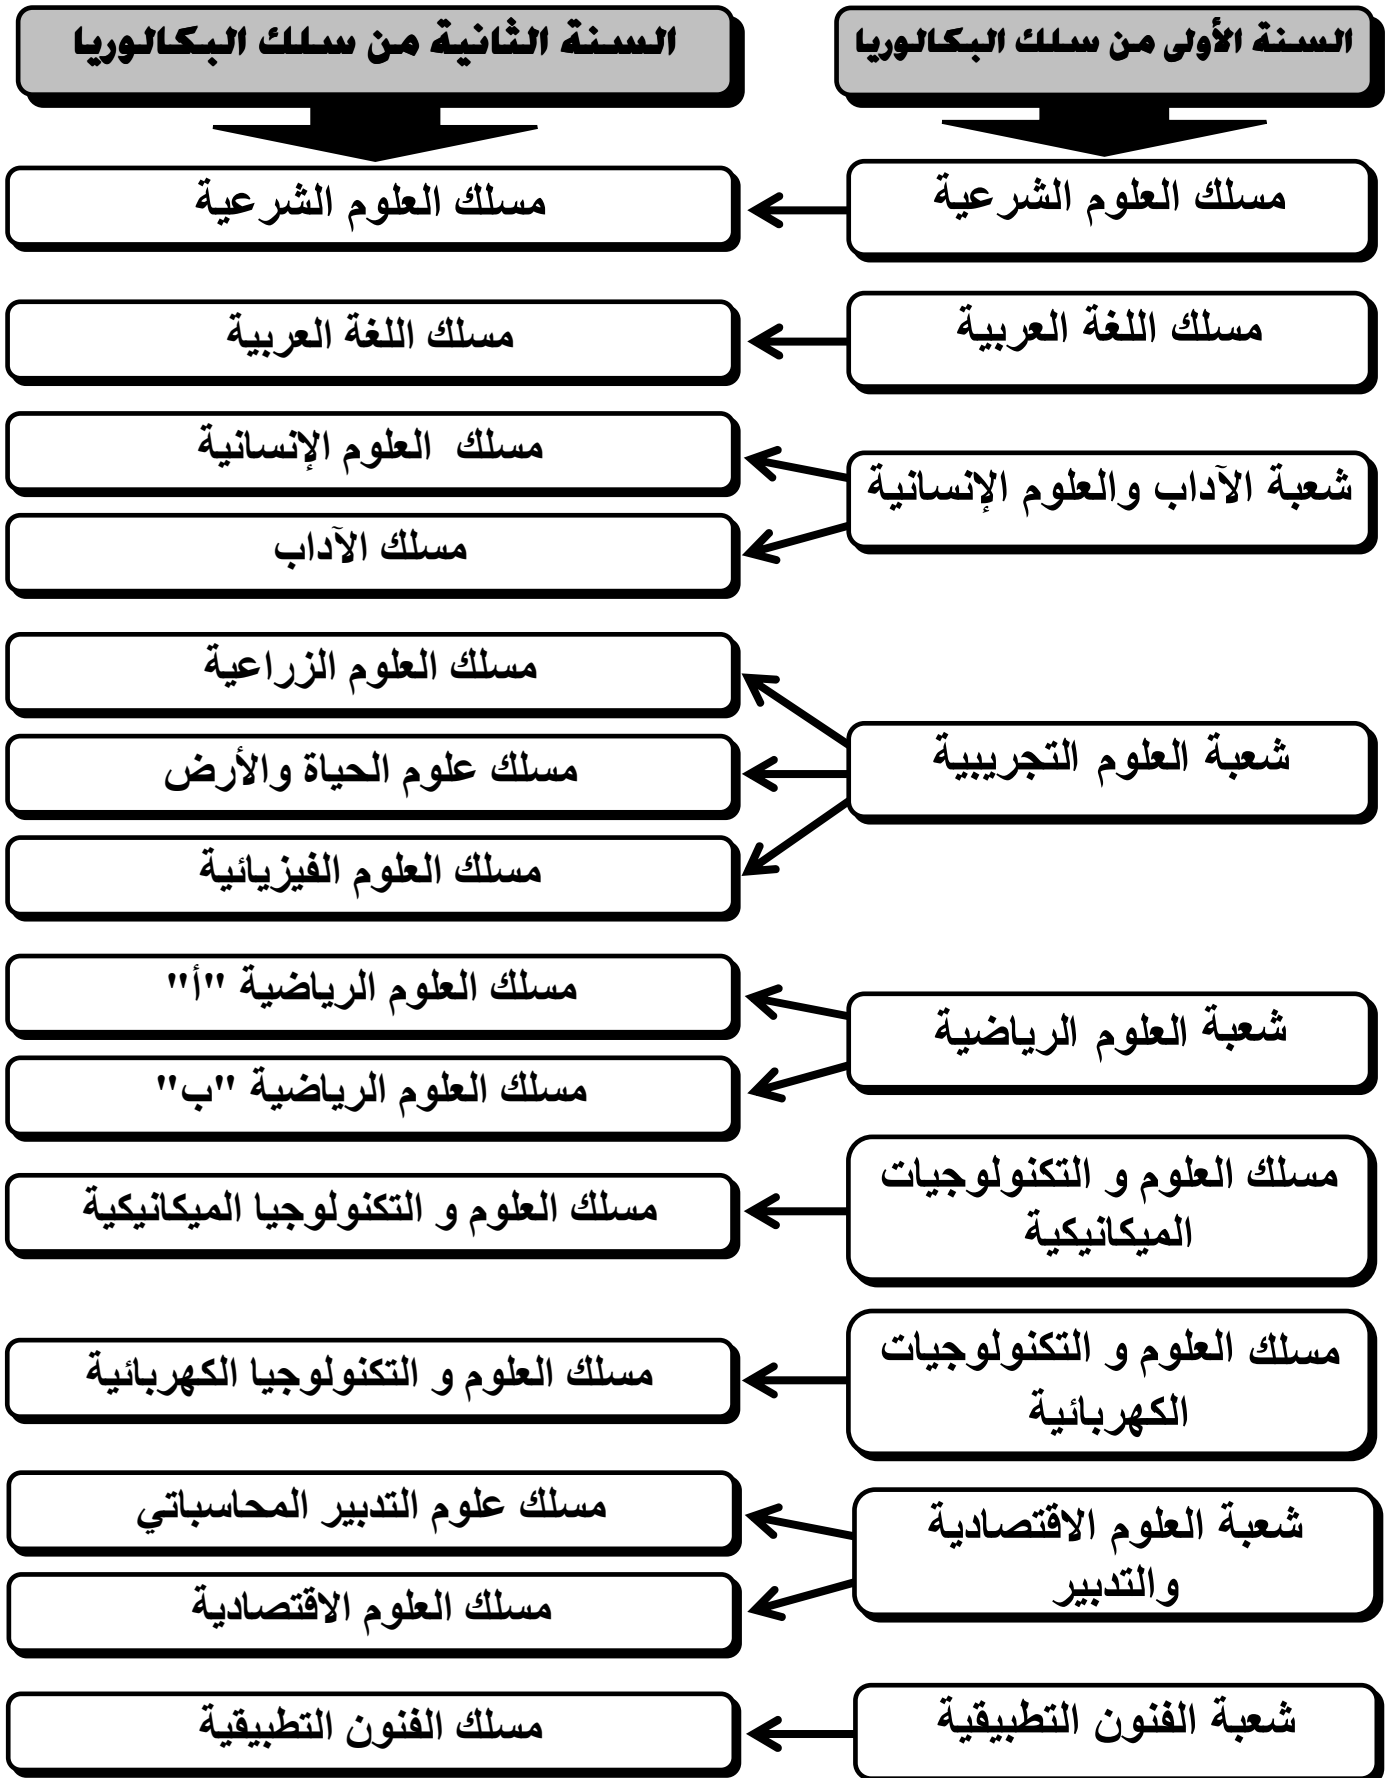 السنة الأولى من سلك البكالوريا
السنة الثانية من سلك البكالوريا
مسلك العلوم الشرعية
مسلك العلوم الشرعية
مسلك اللغة العربية
مسلك اللغة العربية
شعبة الآداب والعلوم الإنسانية
مسلك العلوم الإنسانية
مسلك الآداب
شعبة العلوم التجريبية
مسلك العلوم الزراعية
مسلك علوم الحياة والأرض
مسلك العلوم الفيزيائية
شعبة العلوم الرياضية
مسلك العلوم الرياضية "أ"
مسلك العلوم الرياضية "ب"
مسلك العلوم و التكنولوجيات
الميكانيكية
مسلك العلوم و التكنولوجيا الميكانيكية
مسلك العلوم و التكنولوجيات
الكهربائية
مسلك العلوم و التكنولوجيا الكهربائية
شعبة العلوم الاقتصادية
والتدبير
مسلك علوم التدبير المحاسباتي
مسلك العلوم الاقتصادية
شعبة الفنون التطبيقية
مسلك الفنون التطبيقية